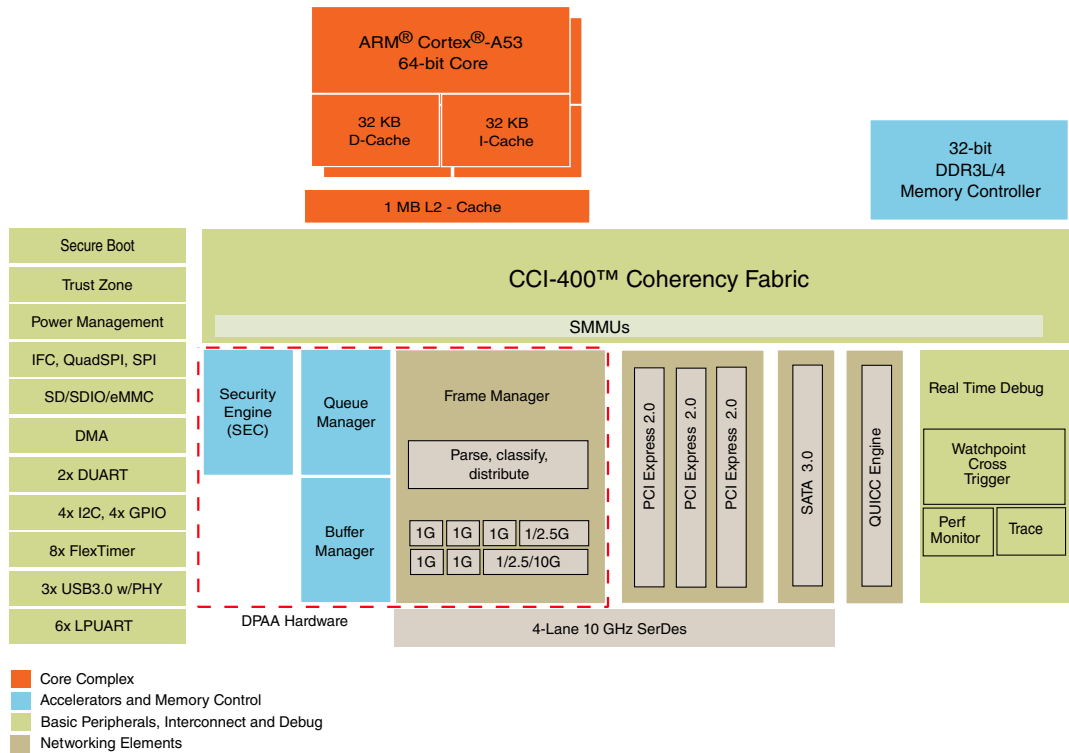 ARM® Cortex®-A53
64-bit Core
32 KB
D-Cache
32 KB
I-Cache
1 MB L2 - Cache
32-bit
DDR3L/4
Memory Controller
Secure Boot
Trust Zone
Power Management
IFC, QuadSPI, SPI
SD/SDIO/eMMC
DMA
2x DUART
4x I2C, 4x GPIO
8x FlexTimer
3x USB3.0 w/PHY
6x LPUART
CCI-400™ Coherency Fabric
SMMUs
Security
Engine
(SEC)
Queue
Manager
Buffer
Manager
Frame Manager
Parse, classify,
distribute
1G
1G
1G
1/2.5G
1G
1G
1/2.5/10G
DPAA Hardware
PCI Express 2.0
PCI Express 2.0
PCI Express 2.0
SATA 3.0
QUICC Engine
4-Lane 10 GHz SerDes
Real Time Debug
Watchpoint
Cross
Trigger
Perf
Monitor
Trace
Core Complex
Accelerators and Memory Control
Basic Peripherals, Interconnect and Debug
Networking Elements